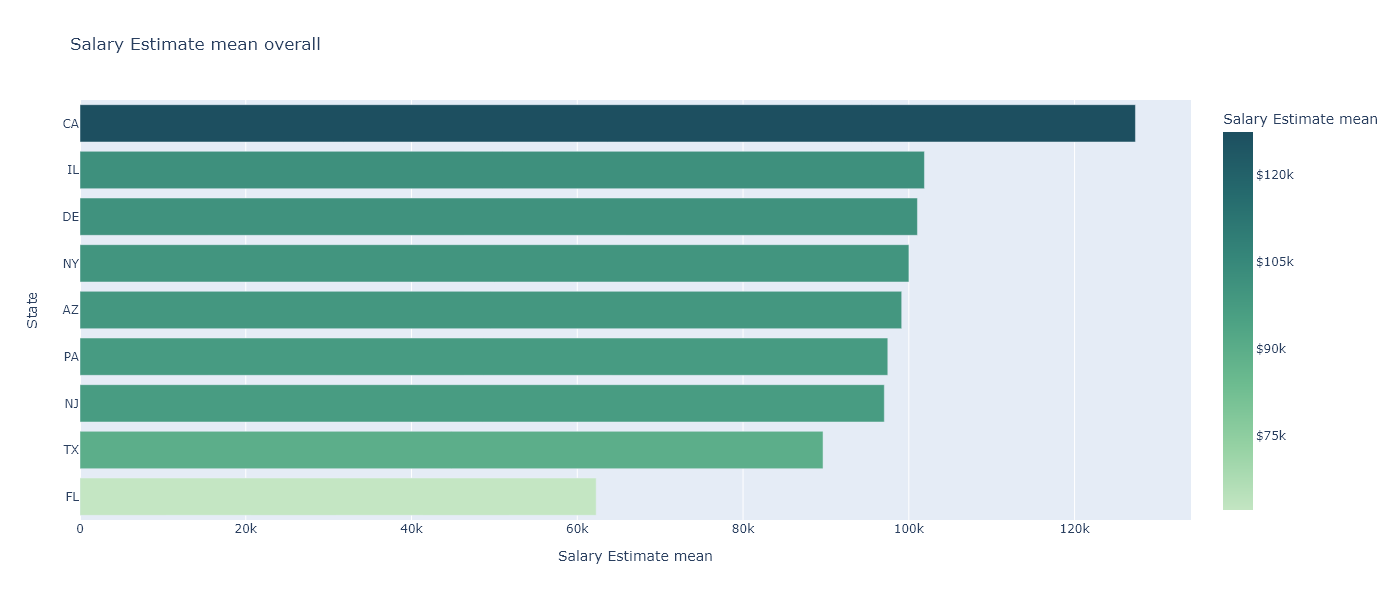 Salary Estimate mean overall
Salary Estimate mean
CA
IL
DE
NY
AZ
PA
NJ
TX
FL
State
$120k
$105k
$90k
$75k
0 20k 40k 60k 80k 100k 120k
Salary Estimate mean